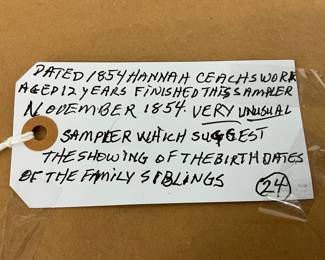 DATED 1854 HANNAH CEACHS WORK
AGED 12 YEARS FINISHED THIS SAMPLER
NOVEMBER 1854. VERY UNUSUAL
SAMPLER WHICH SUGGEST
THE SHOWING OF THE BIRTH DATES
OF THE FAMILY SIBLINGS
24